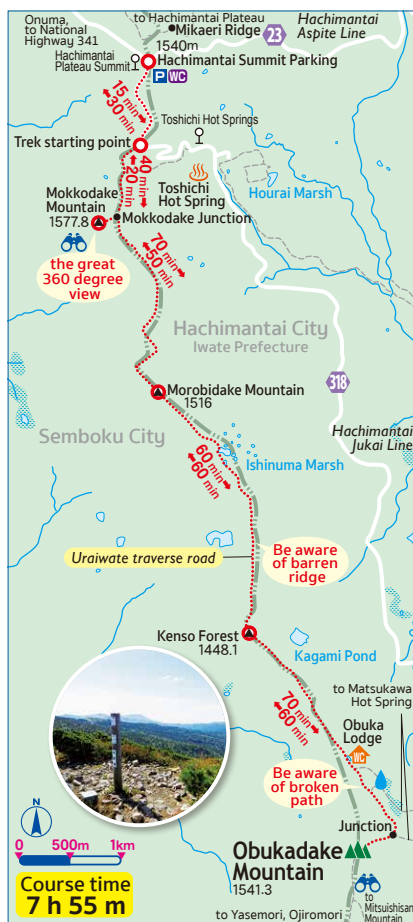 Onuma,
to National
Highway 341
to Hachimantai Plateau
Mikaeri Ridge
23
Hachimantai
Aspite Line
Hachimantai
Plateau Summit
1540m
Hachimantai Summit Parking
P WC
15 min
30 min
Trek starting point
Toshichi Hot Springs
40 min
20 min
Toshichi
Hot Spring
Hourai Marsh
Mokkodake
Mountain
1577.8
Mokkodake Junction
the great
360 degree
view
70 min
50 min
Hachimantai City
Iwate Prefecture
318
Morobidake Mountain
1516
Semboku City
Hachimantai
Jukai Line
60 min
60 min
Ishinuma Marsh
Uraiwate traverse road
Be aware
of barren
ridge
Kenso Forest
1448.1
Kagami Pond
to Matsukawa
Hot Spring
70 min
60 min
Obuka
Lodge
WC
Be aware
of broken
path
Junction
N
0 500m 1km
Obukadake
Mountain
1541.3
Course time
7 h 55 m
to
Mitsuishisan
Mountain
to Yasemori, Ojiromori